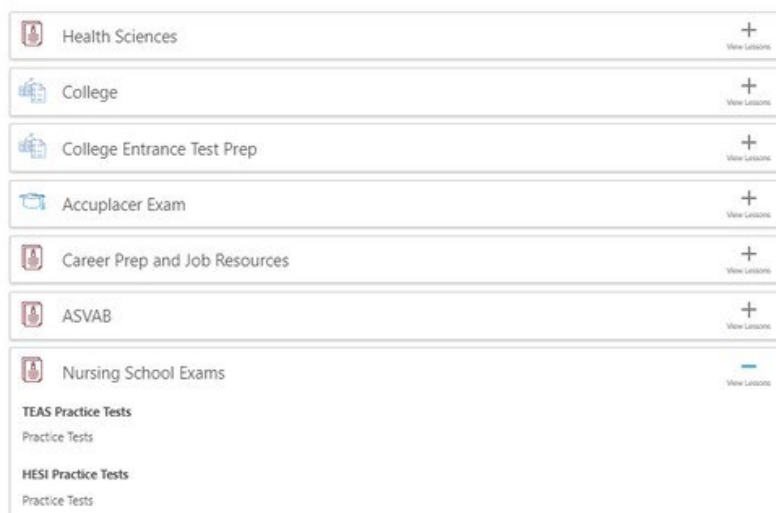 Health Sciences
View Lessons
College
View Lessons
College Entrance Test Prep
View Lessons
Accuplacer Exam
View Lessons
Career Prep and Job Resources
View Lessons
ASVAB
View Lessons
Nursing School Exams
View Lessons
TEAS Practice Tests
Practice Tests
HESI Practice Tests
Practice Tests